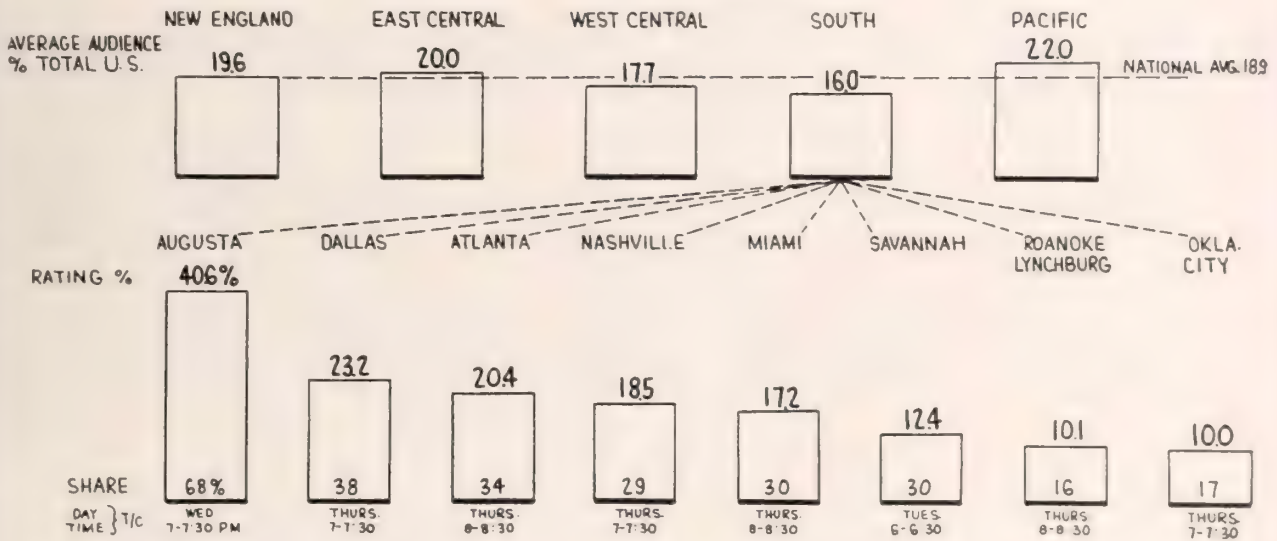 NEW ENGLAND EAST CENTRAL WEST CENTRAL SOUTH PACIFIC
AVERAGE AUDIENCE
% TOTAL U.S.
19.6 20.0 17.7 16.0 22.0
NATIONAL AVG. 18.9
AUGUSTA DALLAS ATLANTA NASHVILLE MIAMI SAVANNAH ROANOKE LYNCHBURG OKLA. CITY
RATING % 40.6% 23.2 20.4 18.5 17.2 12.4 10.1 10.0
SHARE 68% 38 34 29 30 30 16 17
DAY TIME } T/C
WED THURS. THURS. THURS. THURS. TUES THURS THURS.
7-7:30 PM 7-7:30 8-8:30 7-7:30 8-8:30 6-6 30 8-8 30 7-7:30